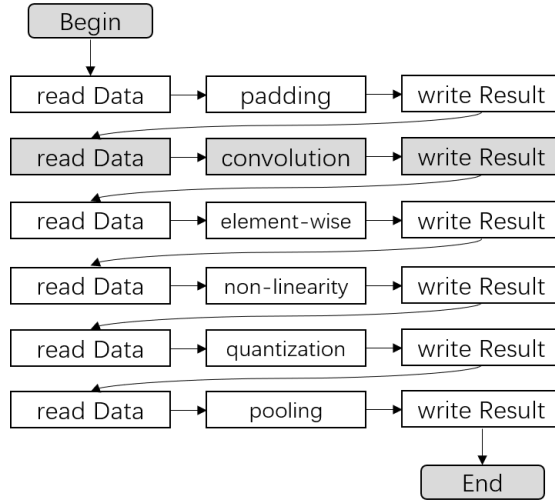 Begin
read Data padding write Result
read Data convolution write Result
read Data element-wise write Result
read Data non-linearity write Result
read Data quantization write Result
read Data pooling write Result
End